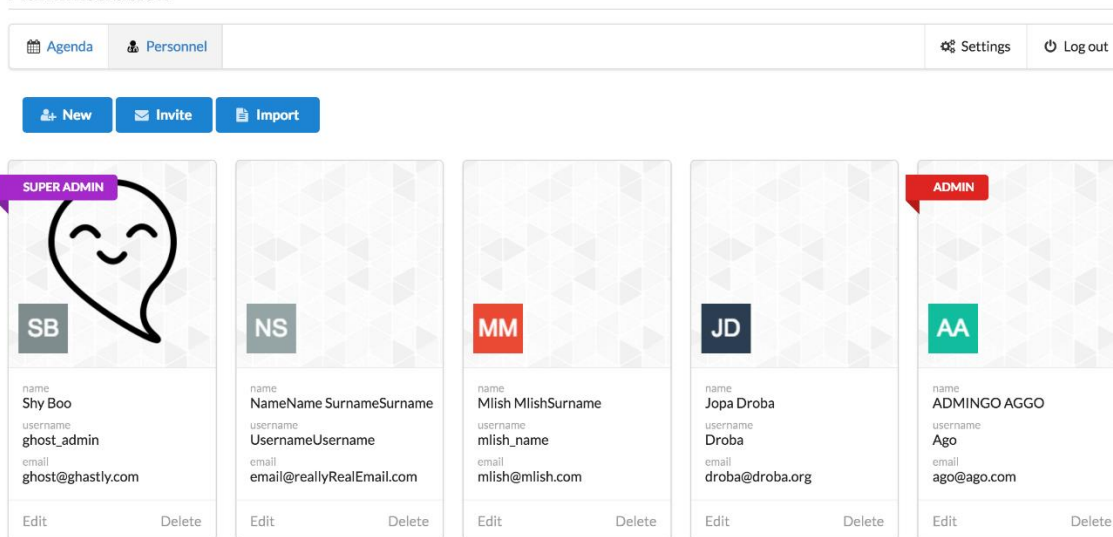 Agenda Personnel Settings Log out
New Invite Import
SUPER ADMIN ADMIN
SB NS MM JD AA
name name name name name
Shy Boo NameName SurnameSurname Mlish MlishSurname Jopa Droba ADMINGO AGGO
username username username username username
ghost_admin UsernameUsername mlish_name Droba Ago
email email email email email
ghost@ghastly.com email@reallyRealEmail.com mlish@mlish.com droba@droba.org ago@ago.com
Edit Delete Edit Delete Edit Delete Edit Delete Edit Delete